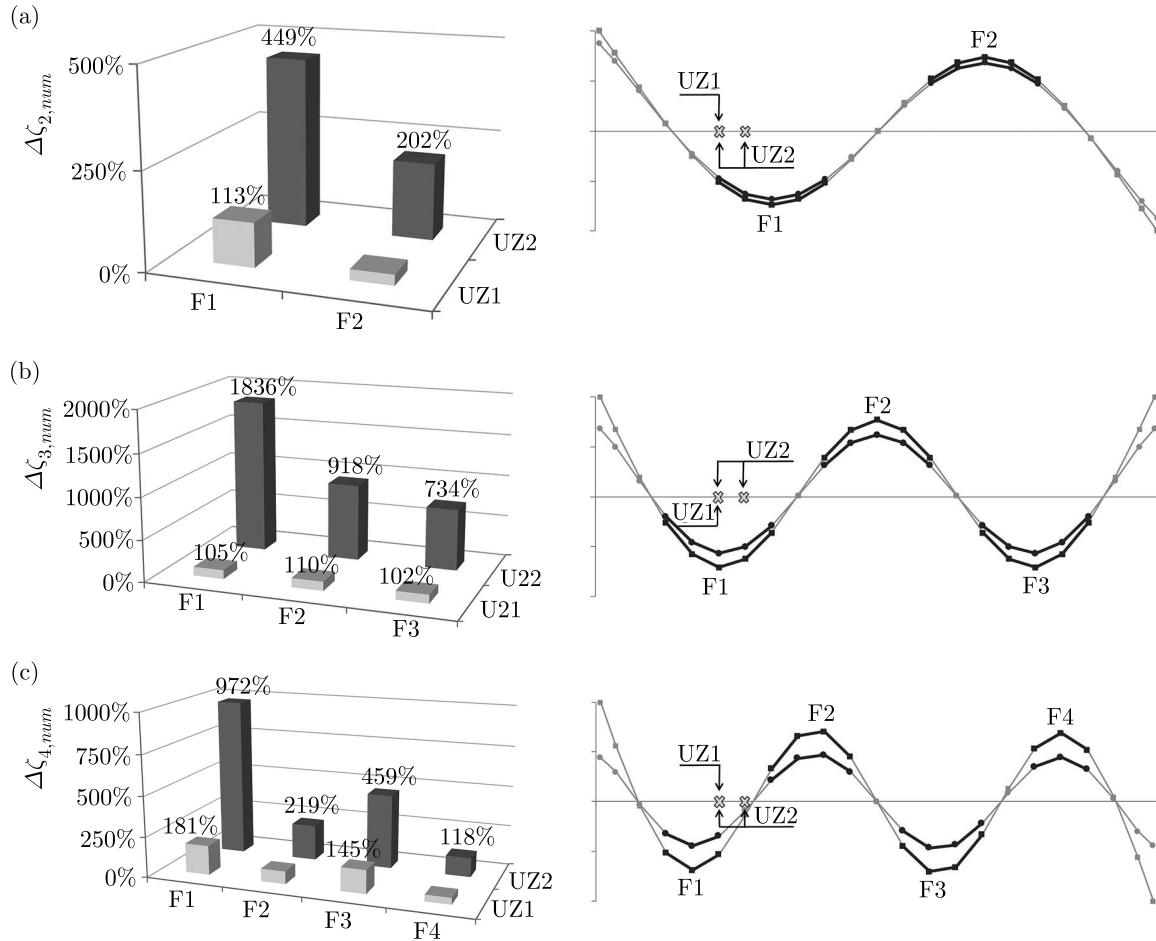 (a)
Δζ2,num
500%
250%
0%
449%
202%
113%
F1
F2
UZ1
UZ2
F2
UZ1
UZ2
F1
(b)
Δζ3,num
2000%
1500%
1000%
500%
0%
1836%
918%
734%
105%
110%
102%
F1
F2
F3
U21
U22
F2
UZ2
UZ1
F1
F3
(c)
Δζ4,num
1000%
750%
500%
250%
0%
972%
219%
459%
118%
181%
145%
F1
F2
F3
F4
UZ1
UZ2
F2
F4
UZ1
UZ2
F1
F3